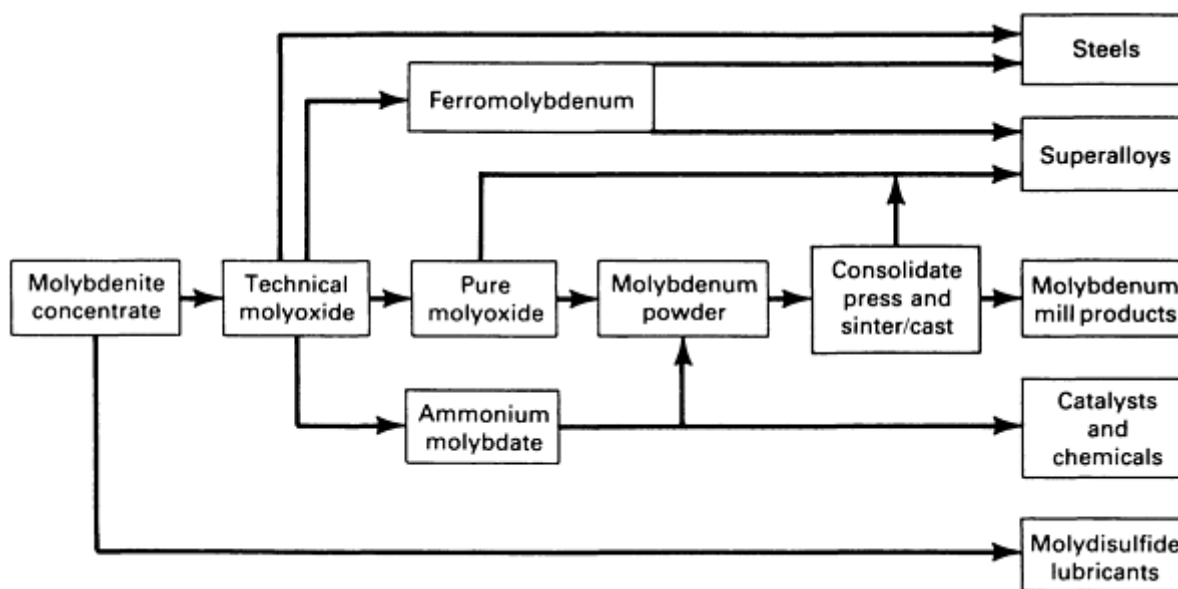 Steels
Ferromolybdenum
Superalloys
Molybdenite
concentrate
Technical
molyoxide
Pure
molyoxide
Molybdenum
powder
Consolidate
press and
sinter/cast
Molybdenum
mill products
Ammonium
molybdate
Catalysts
and
chemicals
Molydisulfide
lubricants